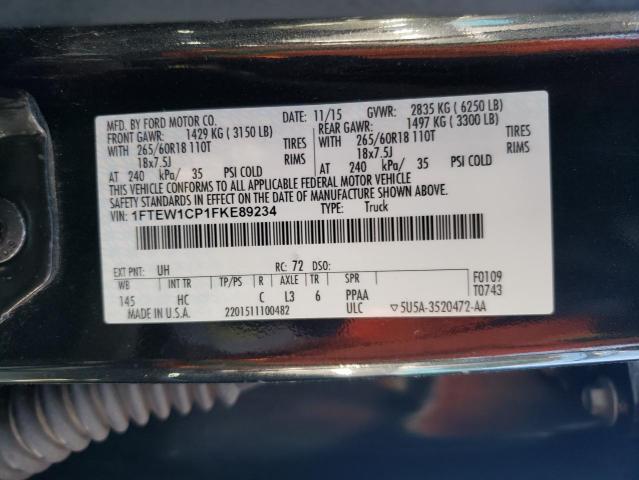 MFD. BY FORD MOTOR CO.
DATE: 11/15 GVWR: 2835 KG ( 6250 LB)
FRONT GAWR: 1429 KG ( 3150 LB) REAR GAWR: 1497 KG ( 3300 LB)
WITH 265/60R18 110T TIRES WITH 265/60R18 110T TIRES
18x7.5J RIMS 18x7.5J RIMS
AT 240 kPa/ 35 PSI COLD AT 240 kPa/ 35 PSI COLD
THIS VEHICLE CONFORMS TO ALL APPLICABLE FEDERAL MOTOR VEHICLE
SAFETY STANDARDS IN EFFECT ON THE DATE OF MANUFACTURE SHOWN ABOVE.
VIN: 1FTEW1CP1FKE89234 TYPE: Truck
EXT PNT: UH RC: 72 DSO: F0109
WB INT TR TP/PS R AXLE TR SPR T0743
145 HC C L3 6 PPAA
MADE IN U.S.A. 2201511100482 ULC ▽5U5A-3520472-AA